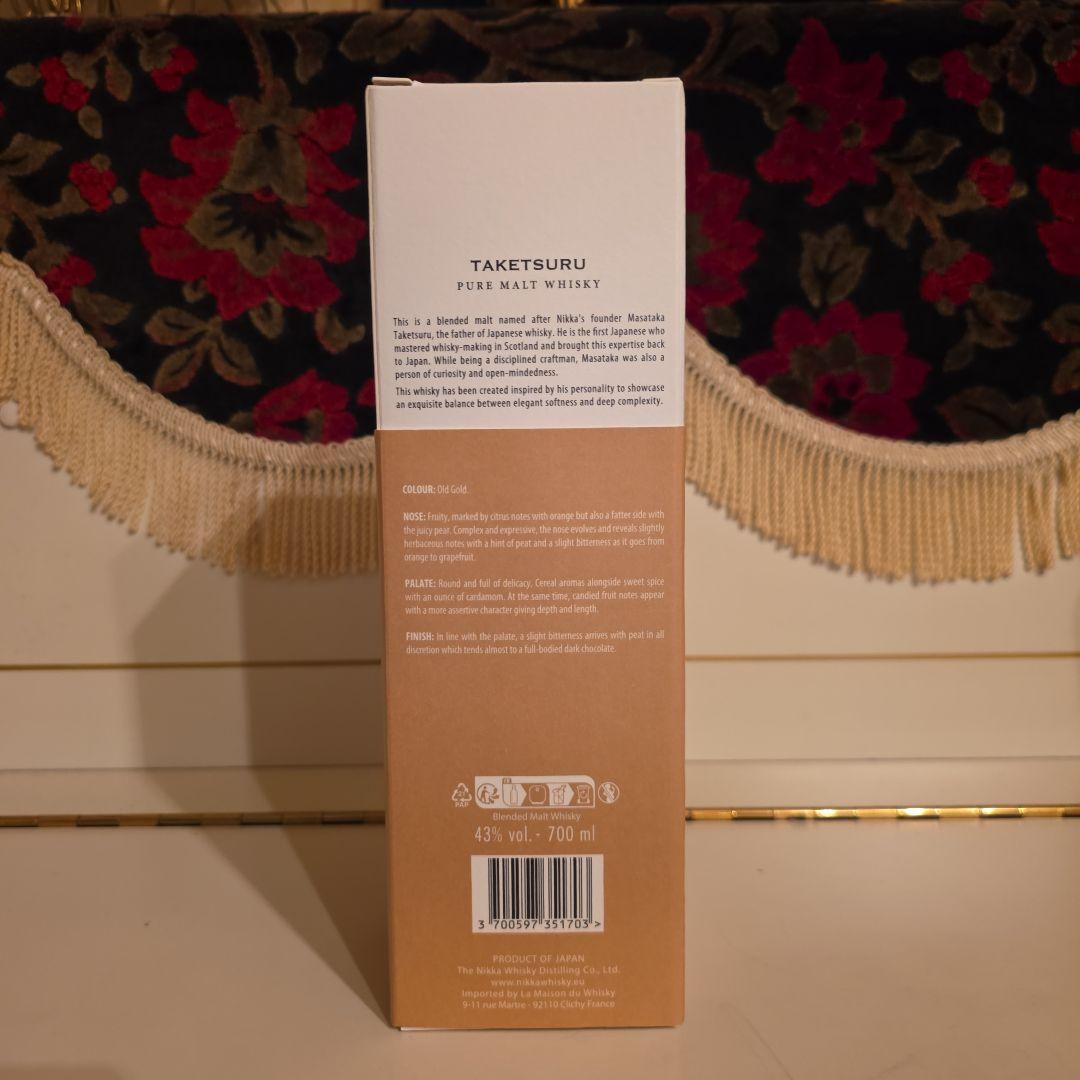 TAKETSURU
PURE MALT WHISKY
This is a blended malt named after Nikka's founder Masataka
Taketsuru, the father of Japanese whisky. He is the first Japanese who
mastered whisky-making in Scotland and brought this expertise back
to Japan. While being a disciplined craftman, Masataka was also a
person of curiosity and open-mindedness.
This whisky has been created inspired by his personality to showcase
an exquisite balance between elegant softness and deep complexity.
COLOUR: Old Gold.
NOSE: Fruity, marked by citrus notes with orange but also a fatter side with
the juicy pear. Complex and expressive, the nose evolves and reveals slightly
herbaceous notes with a hint of peat and a slight bitterness as it goes from
orange to grapefruit.
PALATE: Round and full of delicacy. Cereal aromas alongside sweet spice
with an ounce of cardamom. At the same time, candied fruit notes appear
with a more assertive character giving depth and length.
FINISH: In line with the palate, a slight bitterness arrives with peat in all
discretion which tends almost to a full-bodied dark chocolate.
PAP
Blended Malt Whisky
43% vol. - 700 ml
3 700597 351703 >
PRODUCT OF JAPAN
The Nikka Whisky Distilling Co., Ltd.
www.nikkawhisky.eu
Imported by La Maison du Whisky
9-11 rue Martre - 92110 Clichy France